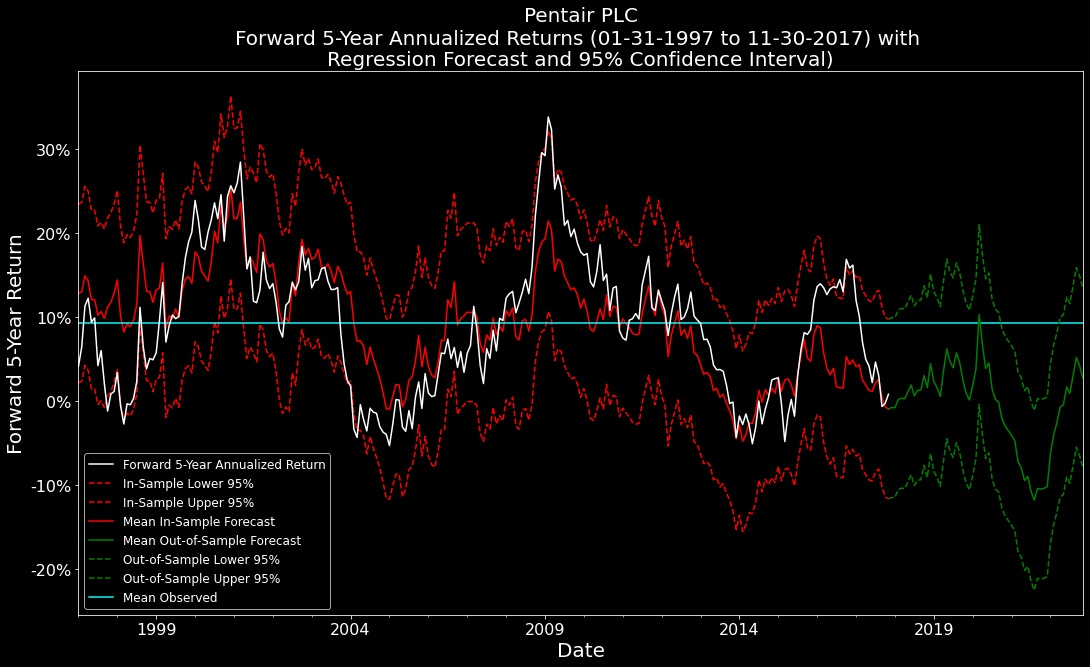 Pentair PLC
Forward 5-Year Annualized Returns (01-31-1997 to 11-30-2017) with
Regression Forecast and 95% Confidence Interval)
Forward 5-Year Return
30%
20%
10%
0%
-10%
-20%
Forward 5-Year Annualized Return
In-Sample Lower 95%
In-Sample Upper 95%
Mean In-Sample Forecast
Mean Out-of-Sample Forecast
Out-of-Sample Lower 95%
Out-of-Sample Upper 95%
Mean Observed
1999
2004
2009
2014
2019
Date